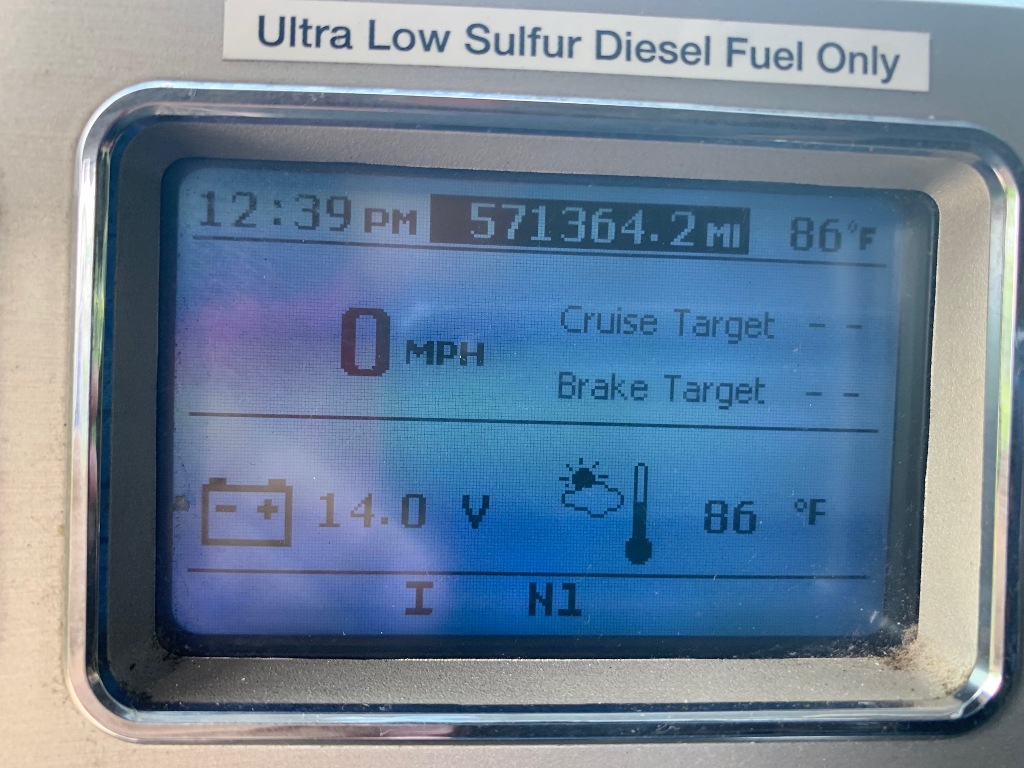 Ultra Low Sulfur Diesel Fuel Only
12:39 PM 571364.2 MI 86°F
0 MPH
Cruise Target - -
Brake Target - -
- + 14.0 V 86 °F
I N1